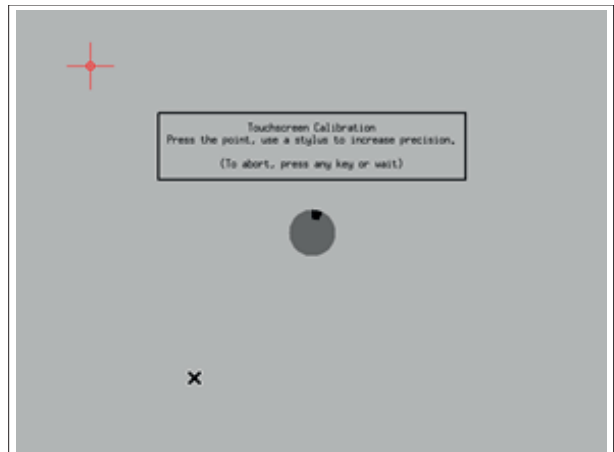 Touchscreen Calibration
Press the point, use a stylus to increase precision.
(To abort, press any key or wait)